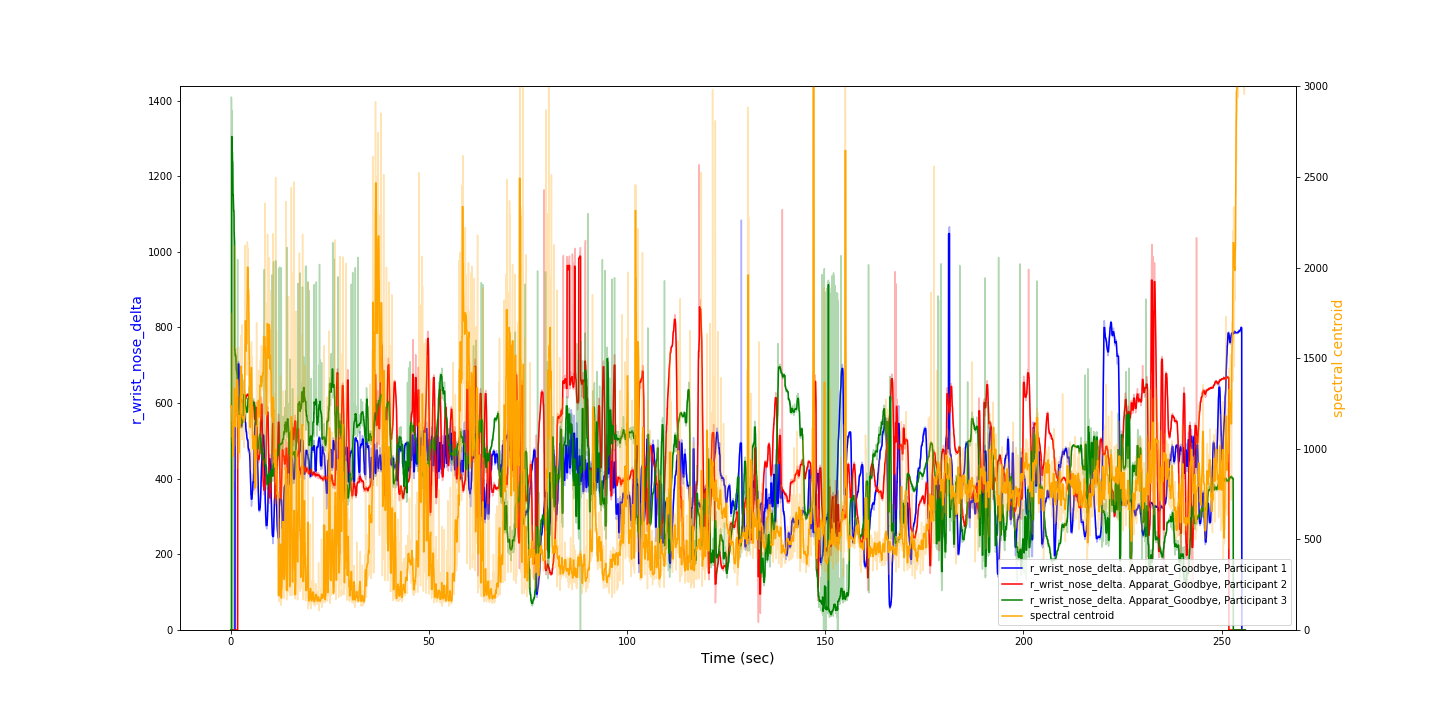 1400
1200
1000
800
600
400
200
0
r_wrist_nose_delta
3000
2500
2000
1500
1000
500
0
spectral centroid
r_wrist_nose_delta. Apparat_Goodbye, Participant 1
r_wrist_nose_delta. Apparat_Goodbye, Participant 2
r_wrist_nose_delta. Apparat_Goodbye, Participant 3
spectral centroid
0 50 100 150 200 250
Time (sec)